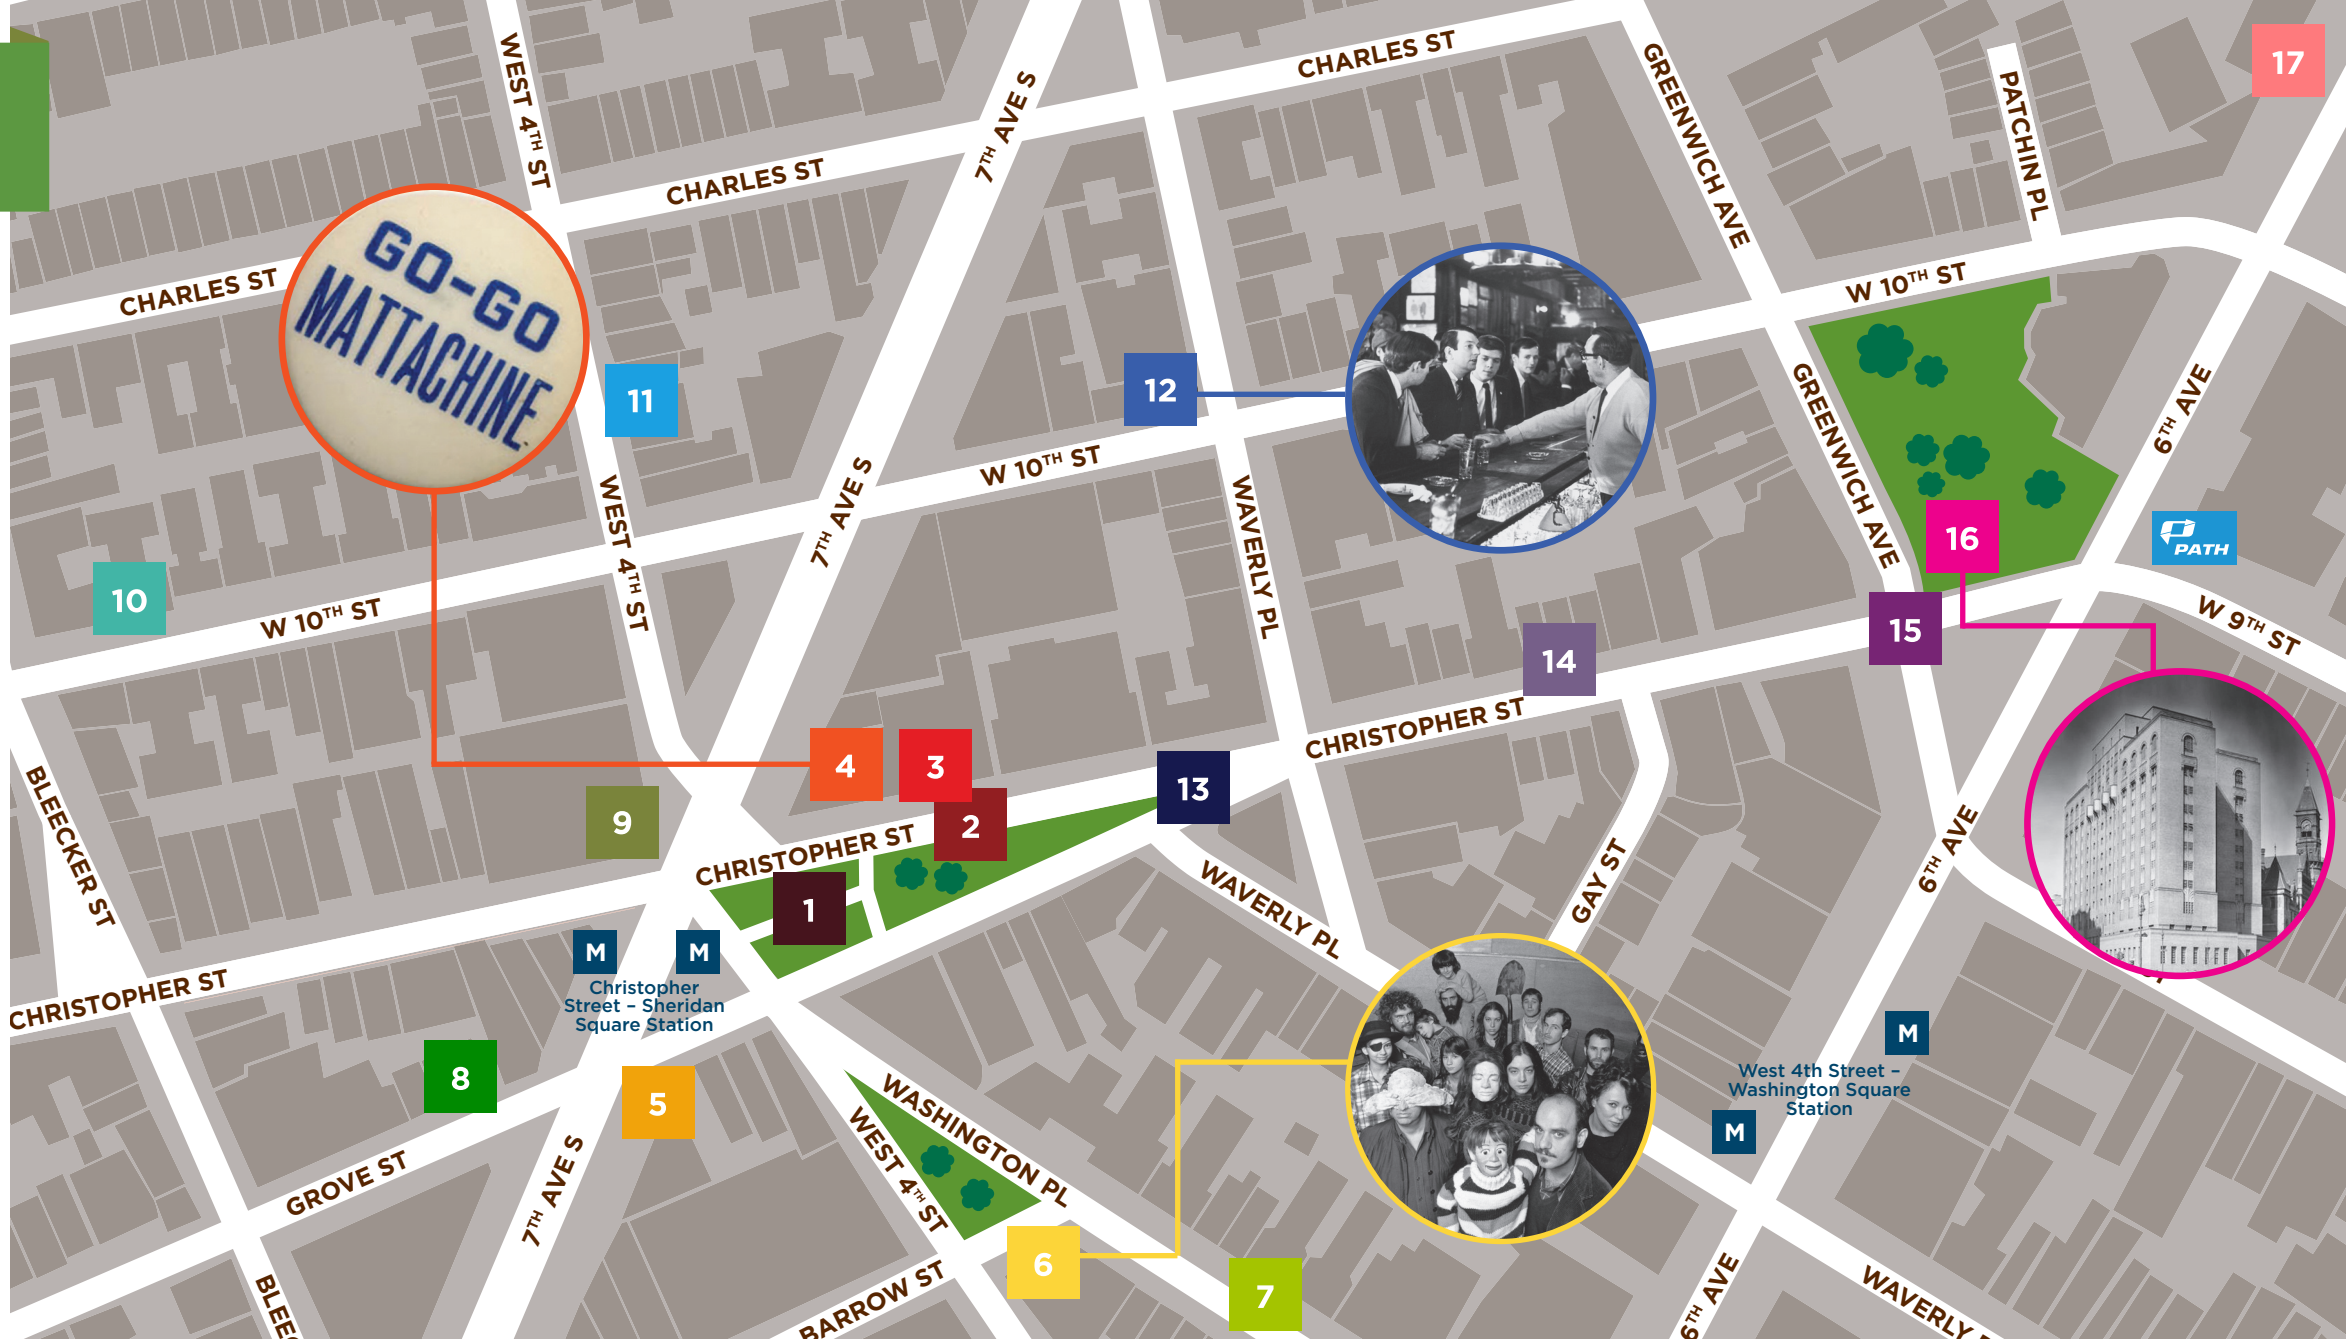 WEST 4TH ST
7TH AVE S
CHARLES ST
GREENWICH AVE
PATCHIN PL
17
CHARLES ST
CHARLES ST
GO-GO
MATTACHINE
W 10TH ST
6TH AVE
11
12
GREENWICH AVE
W 10TH ST
7TH AVE S
WEST 4TH ST
WAVERLY PL
16
PATH
10
W 10TH ST
W 9TH ST
15
14
CHRISTOPHER ST
4
3
13
2
9
BLEECKER ST
CHRISTOPHER ST
1
WAVERLY PL
GAY ST
6TH AVE
M
M
Christopher
Street – Sheridan
Square Station
CHRISTOPHER ST
M
West 4th Street –
Washington Square
Station
M
8
5
WASHINGTON PL
WEST 4TH ST
GROVE ST
7TH AVE S
6
7
BARROW ST
BLEEC
6TH AVE
WAVERLY P